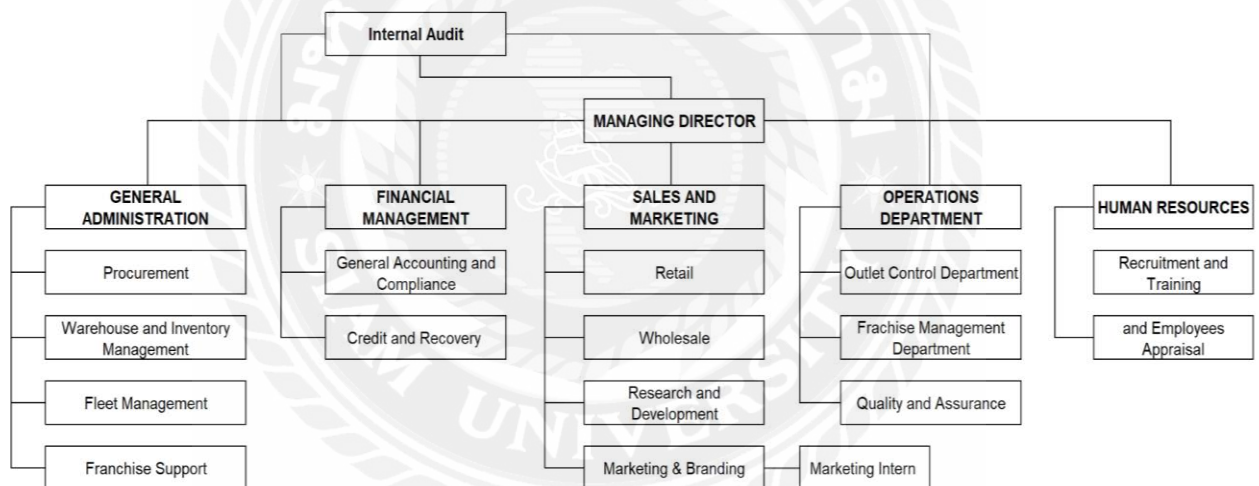 Internal Audit
MANAGING DIRECTOR
GENERAL
ADMINISTRATION
Procurement
Warehouse and Inventory
Management
Fleet Management
Franchise Support
FINANCIAL
MANAGEMENT
General Accounting and
Compliance
Credit and Recovery
SALES AND
MARKETING
Retail
Wholesale
Research and
Development
Marketing & Branding
Marketing Intern
OPERATIONS
DEPARTMENT
Outlet Control Department
Frachise Management
Department
Quality and Assurance
HUMAN RESOURCES
Recruitment and
Training
and Employees
Appraisal
SIAM UNIVERSITY